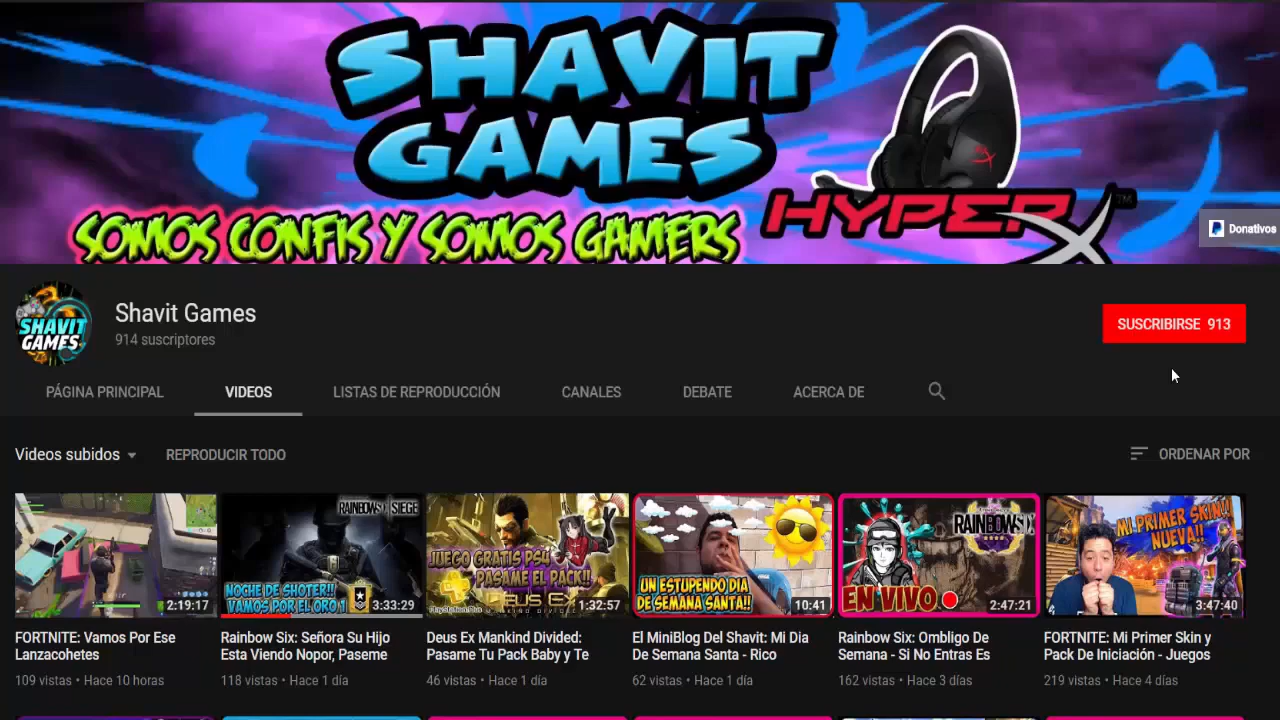 SHAVIT
GAMES
SOMOS CONFIS Y SOMOS GAMERS
HYPERX
TM
Donativos
SHAVIT
GAMES
Shavit Games
914 suscriptores
SUSCRIBIRSE 913
PÁGINA PRINCIPAL
VIDEOS
LISTAS DE REPRODUCCIÓN
CANALES
DEBATE
ACERCA DE
Videos subidos
REPRODUCIR TODO
ORDENAR POR
2:19:17
RAINBOW SIX SIEGE
NOCHE DE SHOTER!!
VAMOS POR EL ORO 1
3:33:29
JUEGO GRATIS PS4
PASAME EL PACK!!
DEUS EX
1:32:57
UN ESTUPENDO DIA
DE SEMANA SANTA!!
10:41
RAINBOW SIX
EN VIVO
2:47:21
MI PRIMER SKIN!!
NUEVA!!
3:47:40
FORTNITE: Vamos Por Ese
Lanzacohetes
109 vistas • Hace 10 horas
Rainbow Six: Señora Su Hijo
Esta Viendo Nopor, Paseme
118 vistas • Hace 1 día
Deus Ex Mankind Divided:
Pasame Tu Pack Baby y Te
46 vistas • Hace 1 día
El MiniBlog Del Shavit: Mi Dia
De Semana Santa - Rico
62 vistas • Hace 1 día
Rainbow Six: Ombligo De
Semana - Si No Entras Es
162 vistas • Hace 3 días
FORTNITE: Mi Primer Skin y
Pack De Iniciación - Juegos
219 vistas • Hace 4 días